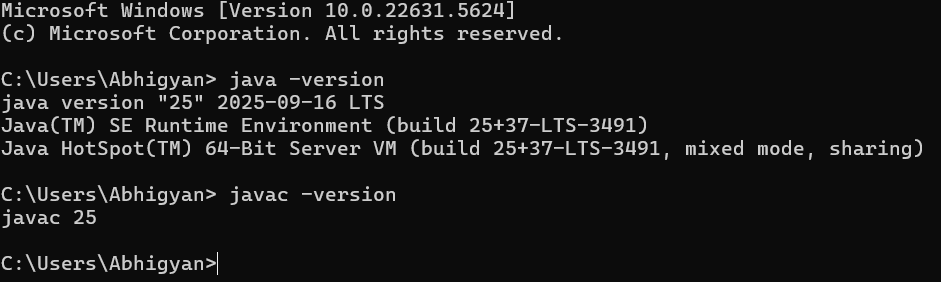 Microsoft Windows [Version 10.0.22631.5624]
(c) Microsoft Corporation. All rights reserved.
C:\Users\Abhigyan> java -version
java version "25" 2025-09-16 LTS
Java(TM) SE Runtime Environment (build 25+37-LTS-3491)
Java HotSpot(TM) 64-Bit Server VM (build 25+37-LTS-3491, mixed mode, sharing)
C:\Users\Abhigyan> javac -version
javac 25
C:\Users\Abhigyan>